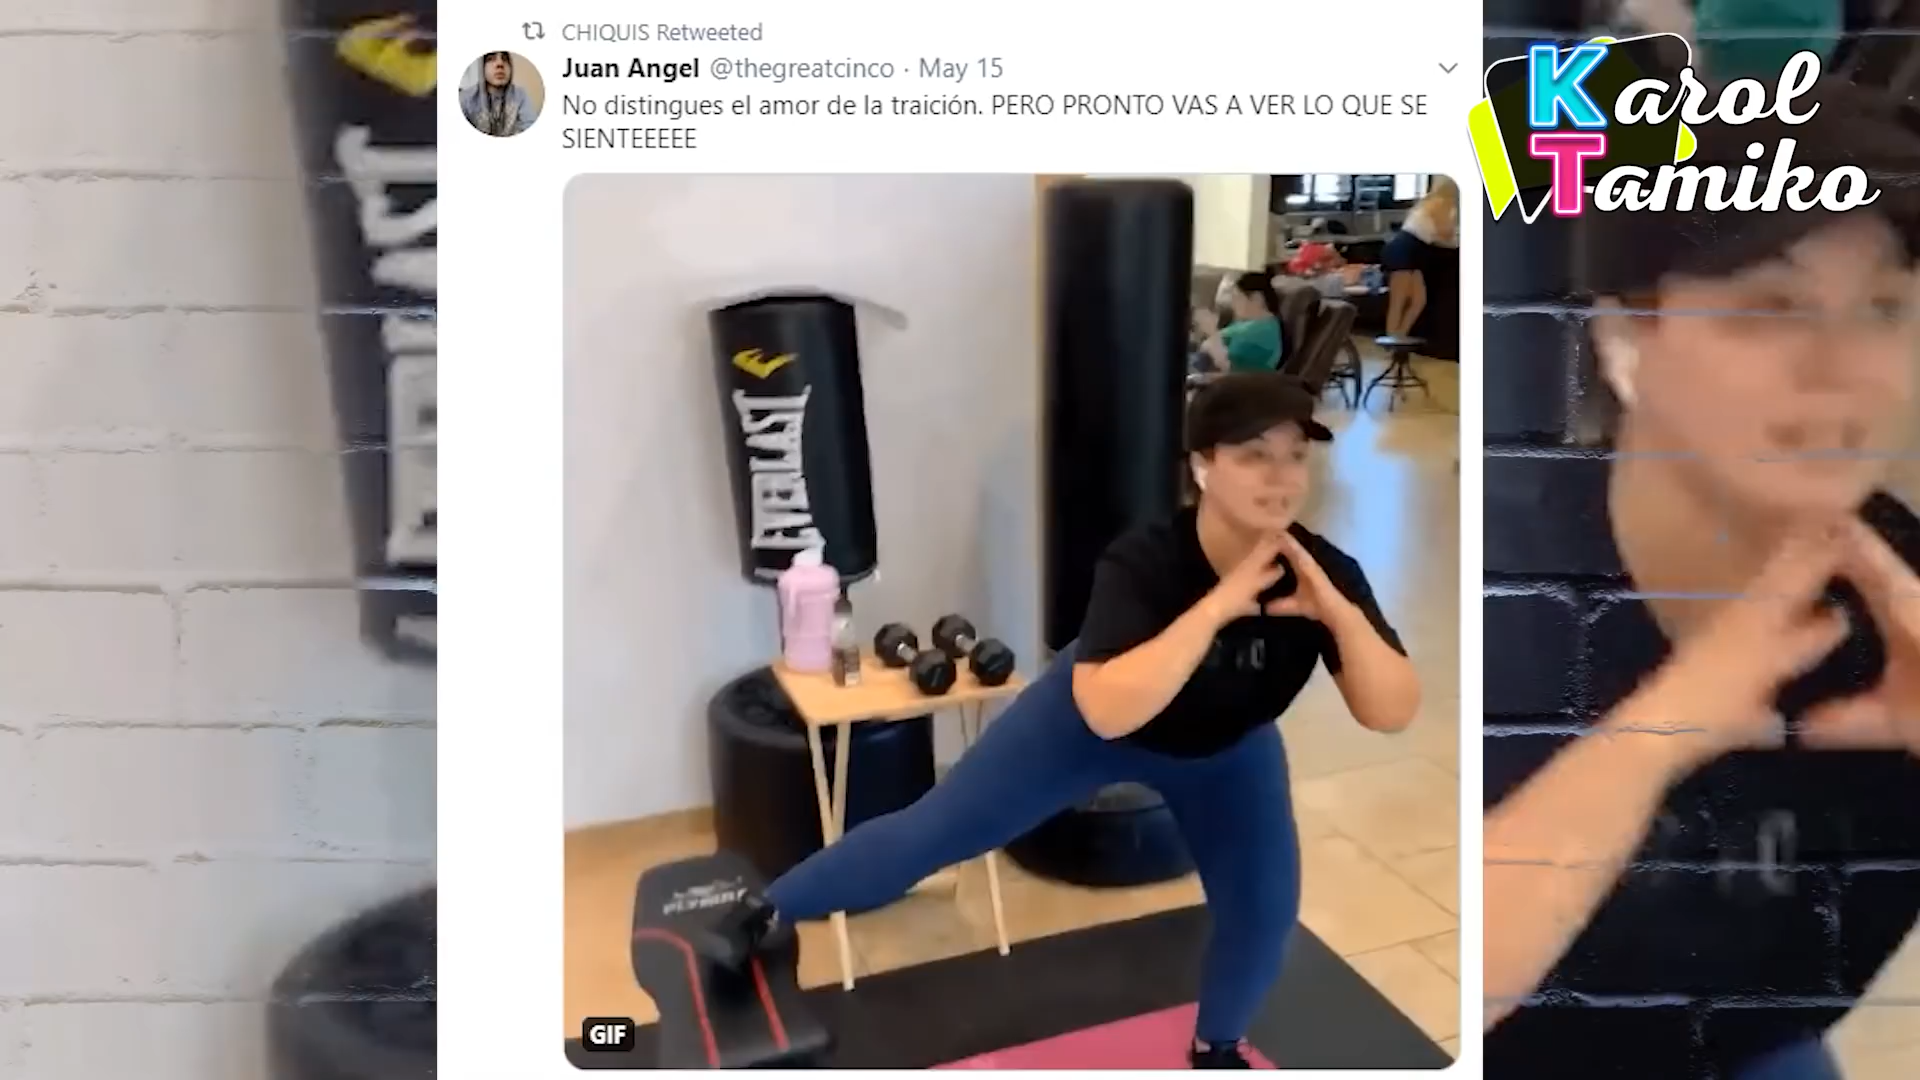 CHIQUIS Retweeted
Juan Angel @thegreatcinco · May 15
No distingues el amor de la traición. PERO PRONTO VAS A VER LO QUE SE
SIENTEEEEE
Karol
Tamiko
EVERLAST
GIF